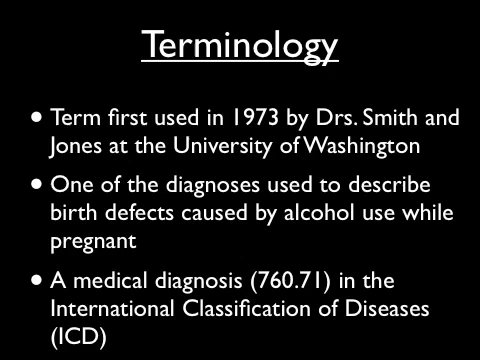 Terminology
• Term first used in 1973 by Drs. Smith and
Jones at the University of Washington
• One of the diagnoses used to describe
birth defects caused by alcohol use while
pregnant
• A medical diagnosis (760.71) in the
International Classification of Diseases
(ICD)